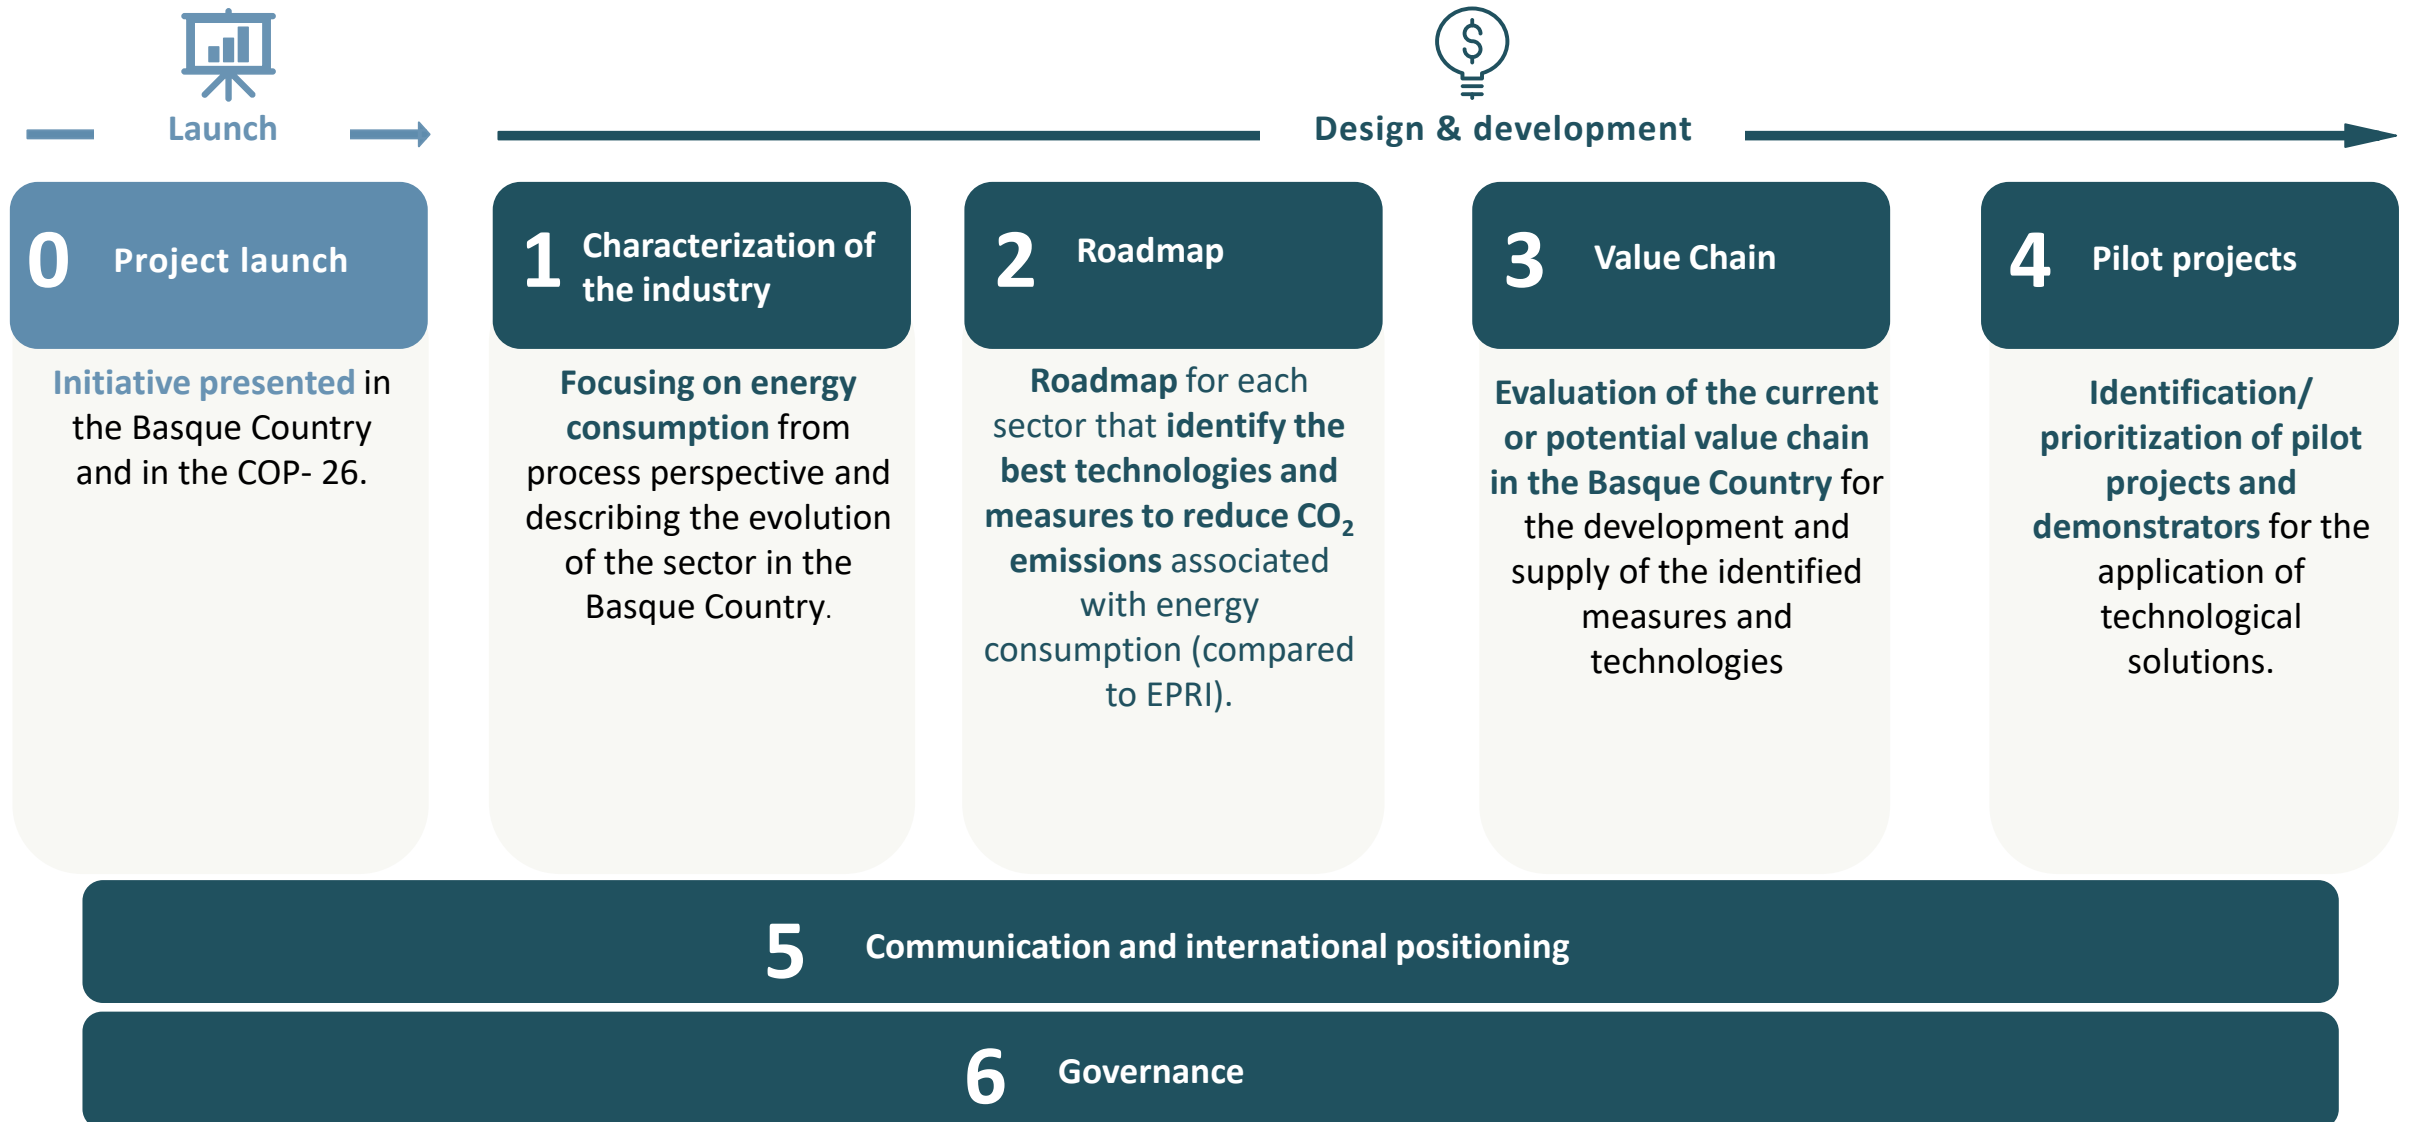 Launch
Design & development
0 Project launch
Initiative presented in
the Basque Country
and in the COP- 26.
1 Characterization of
the industry
Focusing on energy
consumption from
process perspective and
describing the evolution
of the sector in the
Basque Country.
2 Roadmap
Roadmap for each
sector that identify the
best technologies and
measures to reduce CO₂
emissions associated
with energy
consumption (compared
to EPRI).
3 Value Chain
Evaluation of the current
or potential value chain
in the Basque Country for
the development and
supply of the identified
measures and
technologies
4 Pilot projects
Identification/
prioritization of pilot
projects and
demonstrators for the
application of
technological
solutions.
5 Communication and international positioning
6 Governance